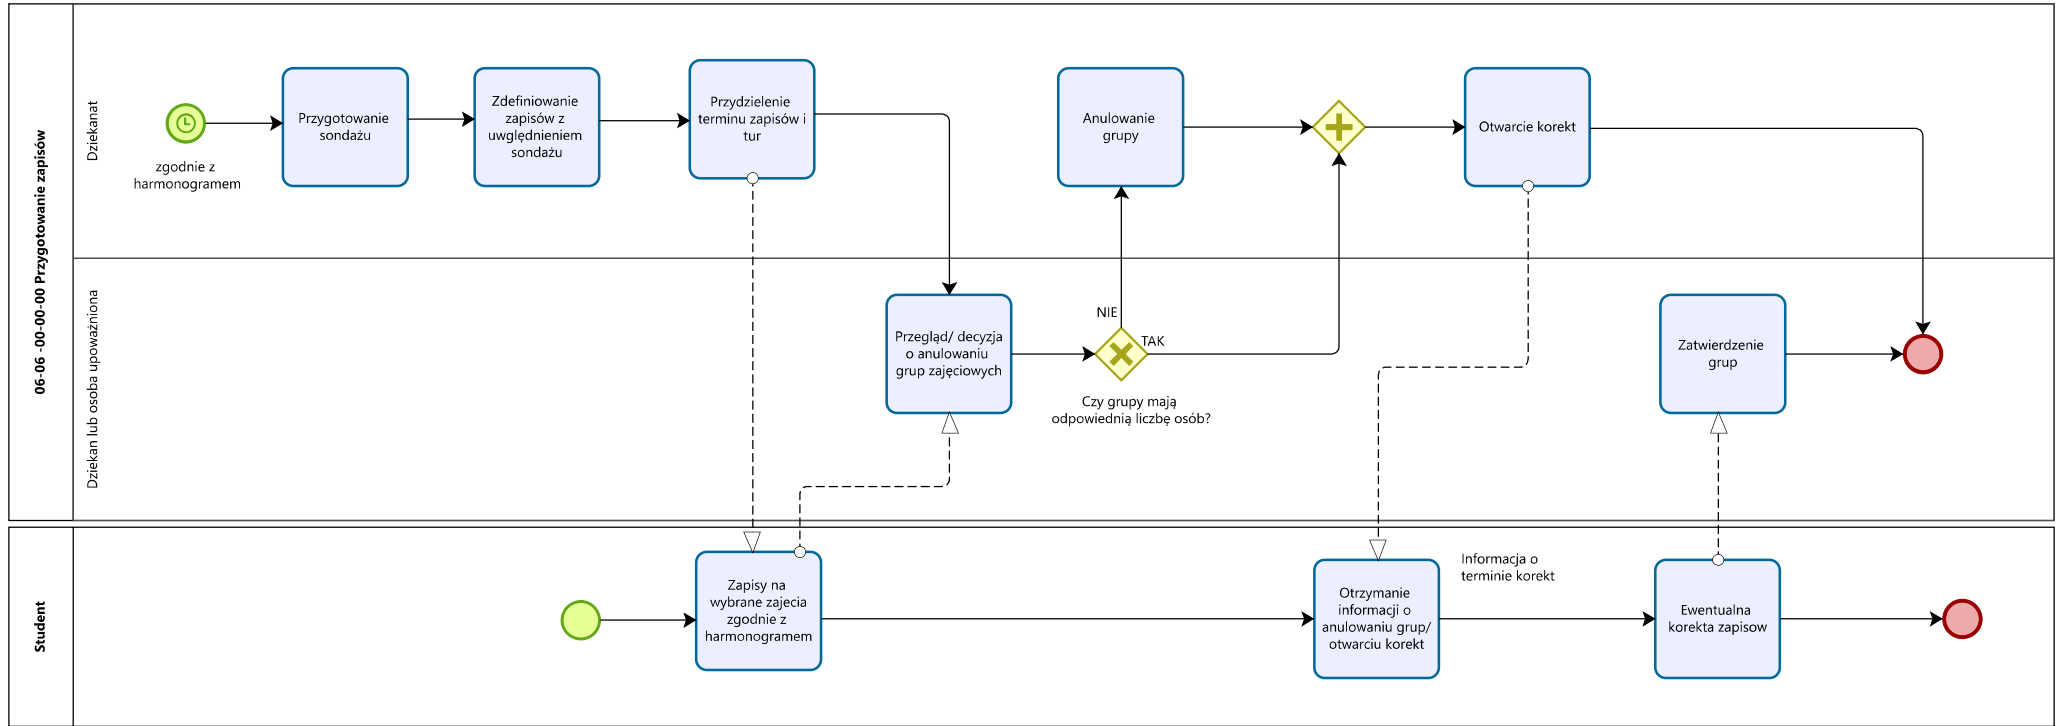 06-06 -00-00-00 Przygotowanie zapisów
Dziekanat
zgodnie z
harmonogramem
Przygotowanie
sondażu
Zdefiniowanie
zapisów z
uwględnieniem
sondażu
Przydzielenie
terminu zapisów i
tur
Anulowanie
grupy
Otwarcie korekt
Dziekan lub osoba upoważniona
Przegląd/ decyzja
o anulowaniu
grup zajęciowych
NIE
TAK
Czy grupy mają
odpowiednią liczbę osób?
Zatwierdzenie
grup
Student
Zapisy na
wybrane zajecia
zgodnie z
harmonogramem
Otrzymanie
informacji o
anulowaniu grup/
otwarciu korekt
Informacja o
terminie korekt
Ewentualna
korekta zapisow